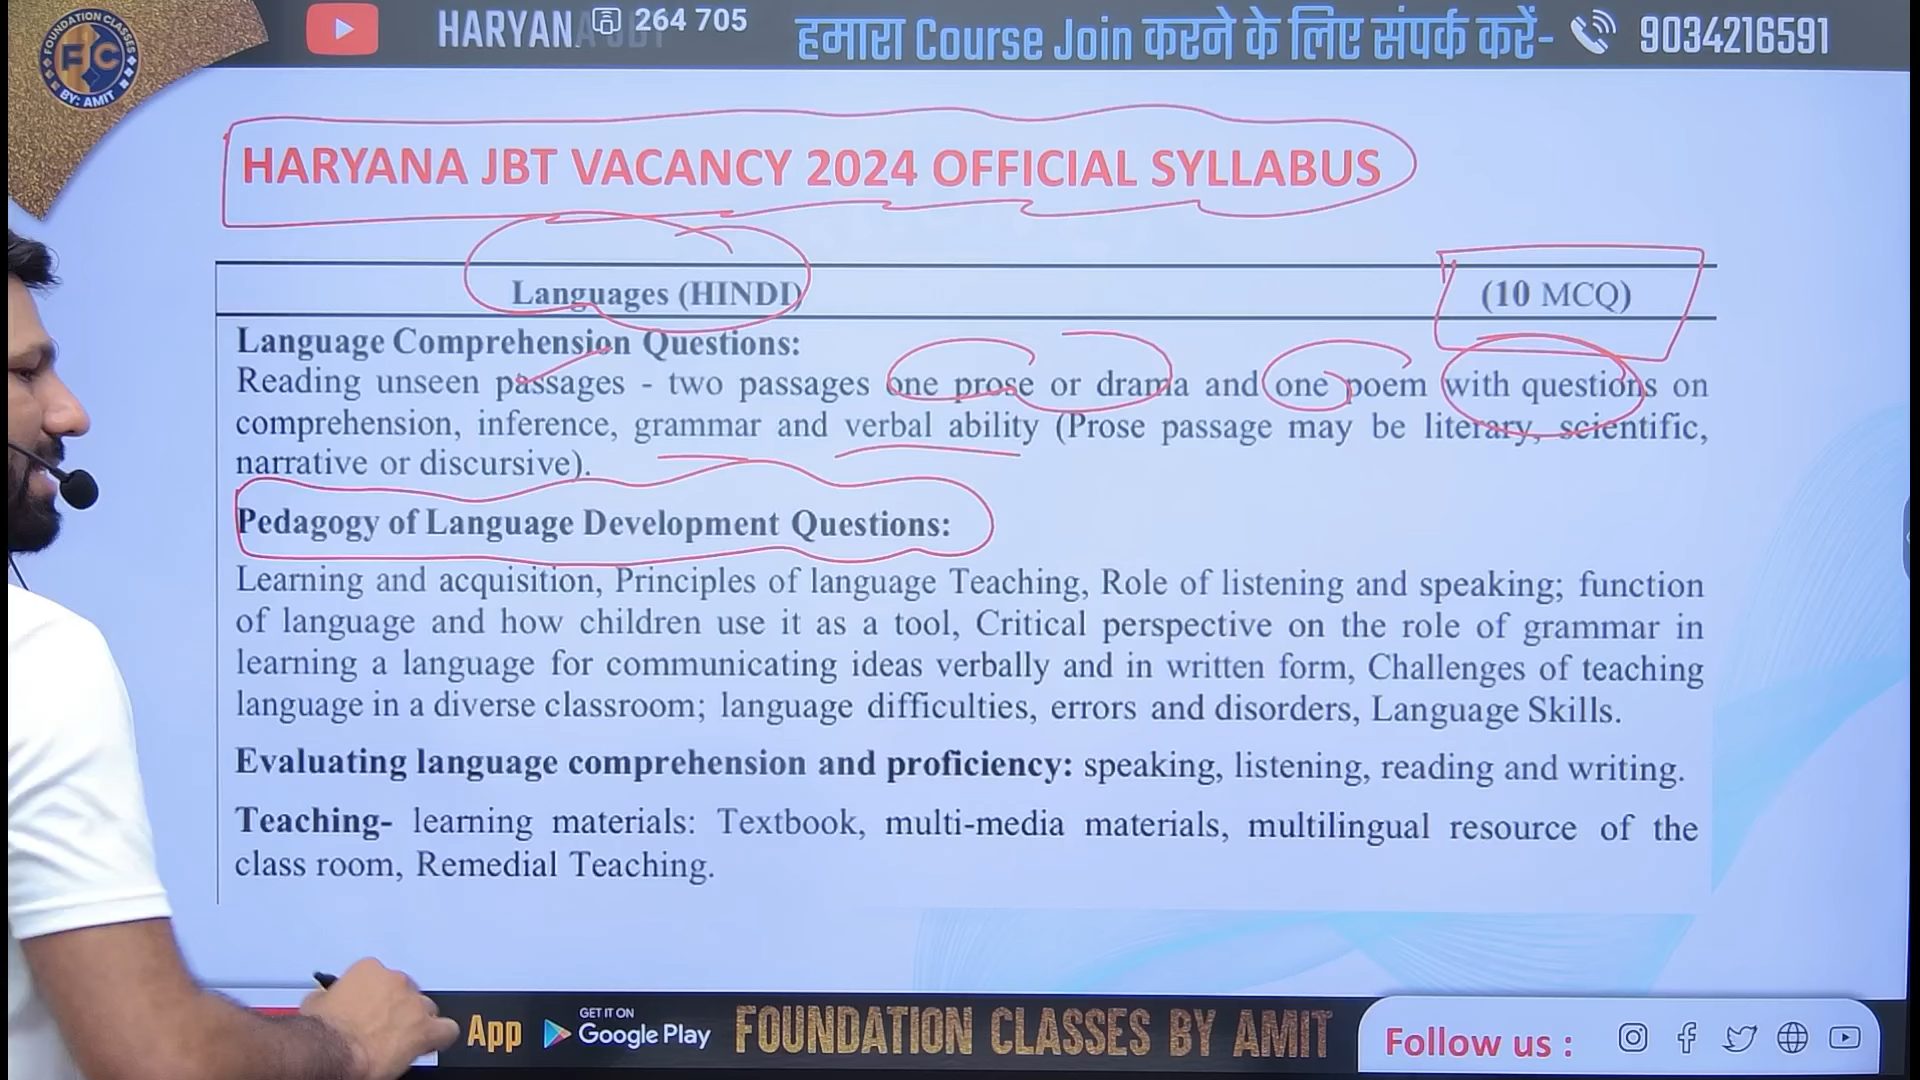 FOUNDATION CLASSES
FC
BY: AMIT
HARYANA JBT
264 705
हमारा Course Join करने के लिए संपर्क करें-
9034216591
HARYANA JBT VACANCY 2024 OFFICIAL SYLLABUS
Languages (HINDI) (10 MCQ)
Language Comprehension Questions:
Reading unseen passages - two passages one prose or drama and one poem with questions on
comprehension, inference, grammar and verbal ability (Prose passage may be literary, scientific,
narrative or discursive).
Pedagogy of Language Development Questions:
Learning and acquisition, Principles of language Teaching, Role of listening and speaking; function
of language and how children use it as a tool, Critical perspective on the role of grammar in
learning a language for communicating ideas verbally and in written form, Challenges of teaching
language in a diverse classroom; language difficulties, errors and disorders, Language Skills.
Evaluating language comprehension and proficiency: speaking, listening, reading and writing.
Teaching- learning materials: Textbook, multi-media materials, multilingual resource of the
class room, Remedial Teaching.
App
GET IT ON
Google Play
FOUNDATION CLASSES BY AMIT
Follow us :